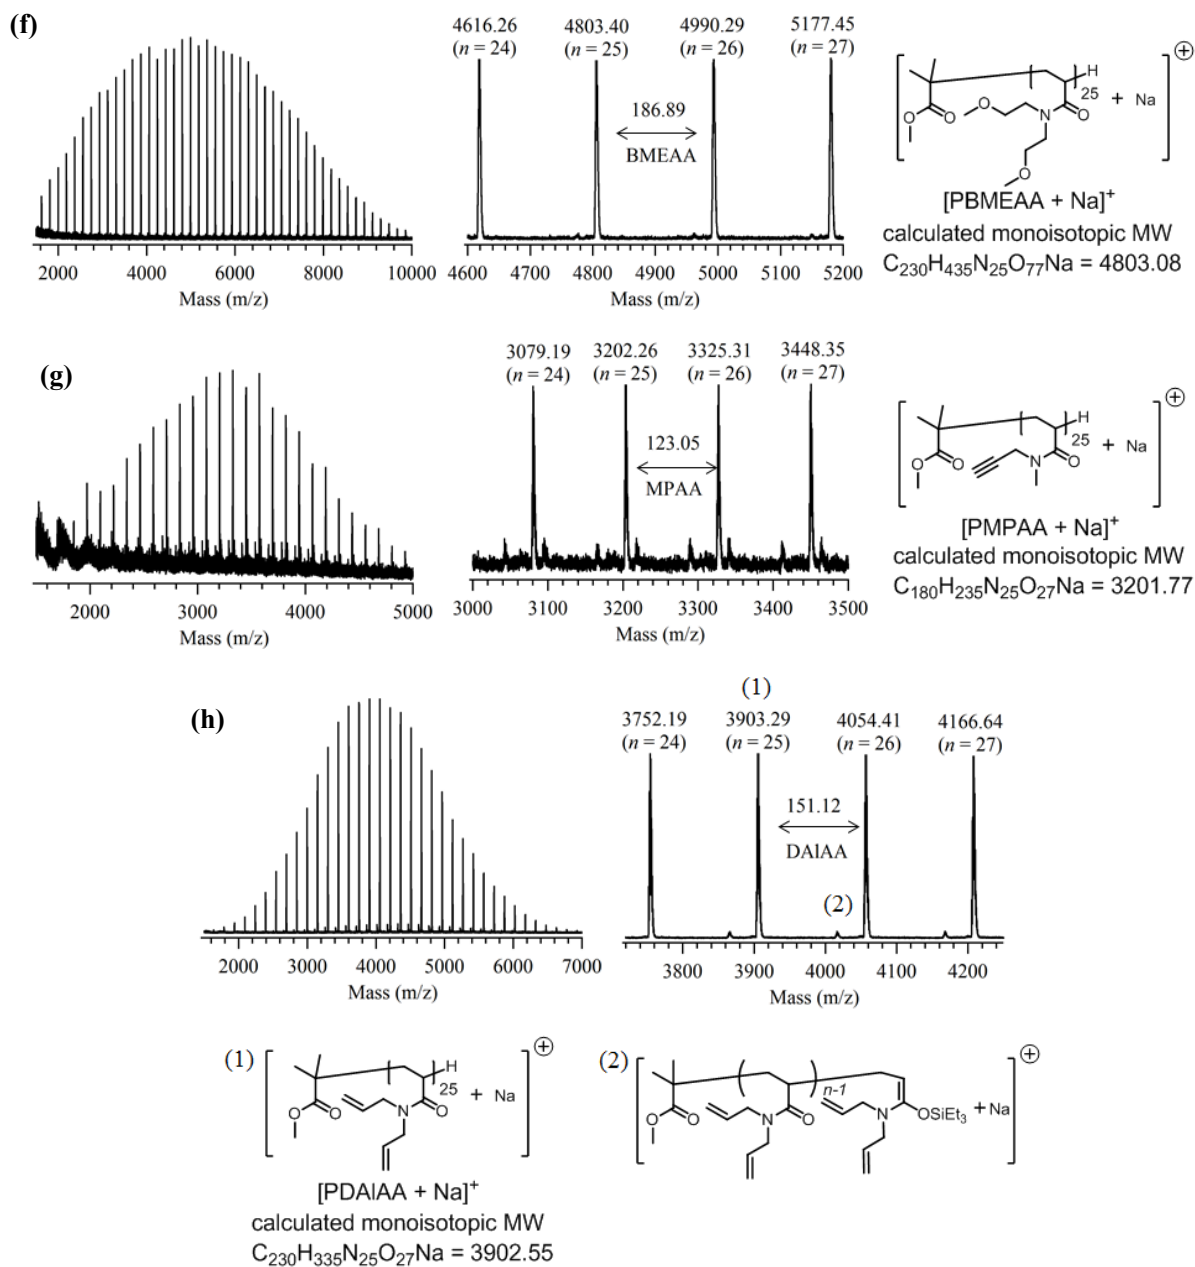 (f)
4616.26 4803.40 4990.29 5177.45
(n = 24) (n = 25) (n = 26) (n = 27)
186.89
BMEAA
2000 4000 6000 8000 10000
Mass (m/z)
4600 4700 4800 4900 5000 5100 5200
Mass (m/z)
H
25
+ Na
O
O
O
N
O
O
⊕
[PBMEAA + Na]⁺
calculated monoisotopic MW
C₂₃₀H₄₃₅N₂₅O₇₇Na = 4803.08
(g)
3079.19 3202.26 3325.31 3448.35
(n = 24) (n = 25) (n = 26) (n = 27)
123.05
MPAA
2000 3000 4000 5000
Mass (m/z)
3000 3100 3200 3300 3400 3500
Mass (m/z)
H
25
+ Na
O
O
N
O
⊕
[PMPAA + Na]⁺
calculated monoisotopic MW
C₁₈₀H₂₃₅N₂₅O₂₇Na = 3201.77
(h)
(1)
3752.19 3903.29 4054.41 4166.64
(n = 24) (n = 25) (n = 26) (n = 27)
151.12
DAlAA
(2)
2000 3000 4000 5000 6000 7000
Mass (m/z)
3800 3900 4000 4100 4200
Mass (m/z)
(1)
H
25
+ Na
O
O
N
O
⊕
[PDAlAA + Na]⁺
calculated monoisotopic MW
C₂₃₀H₃₃₅N₂₅O₂₇Na = 3902.55
(2)
n-1
O
O
N
O
N
OSiEt₃
+Na
⊕